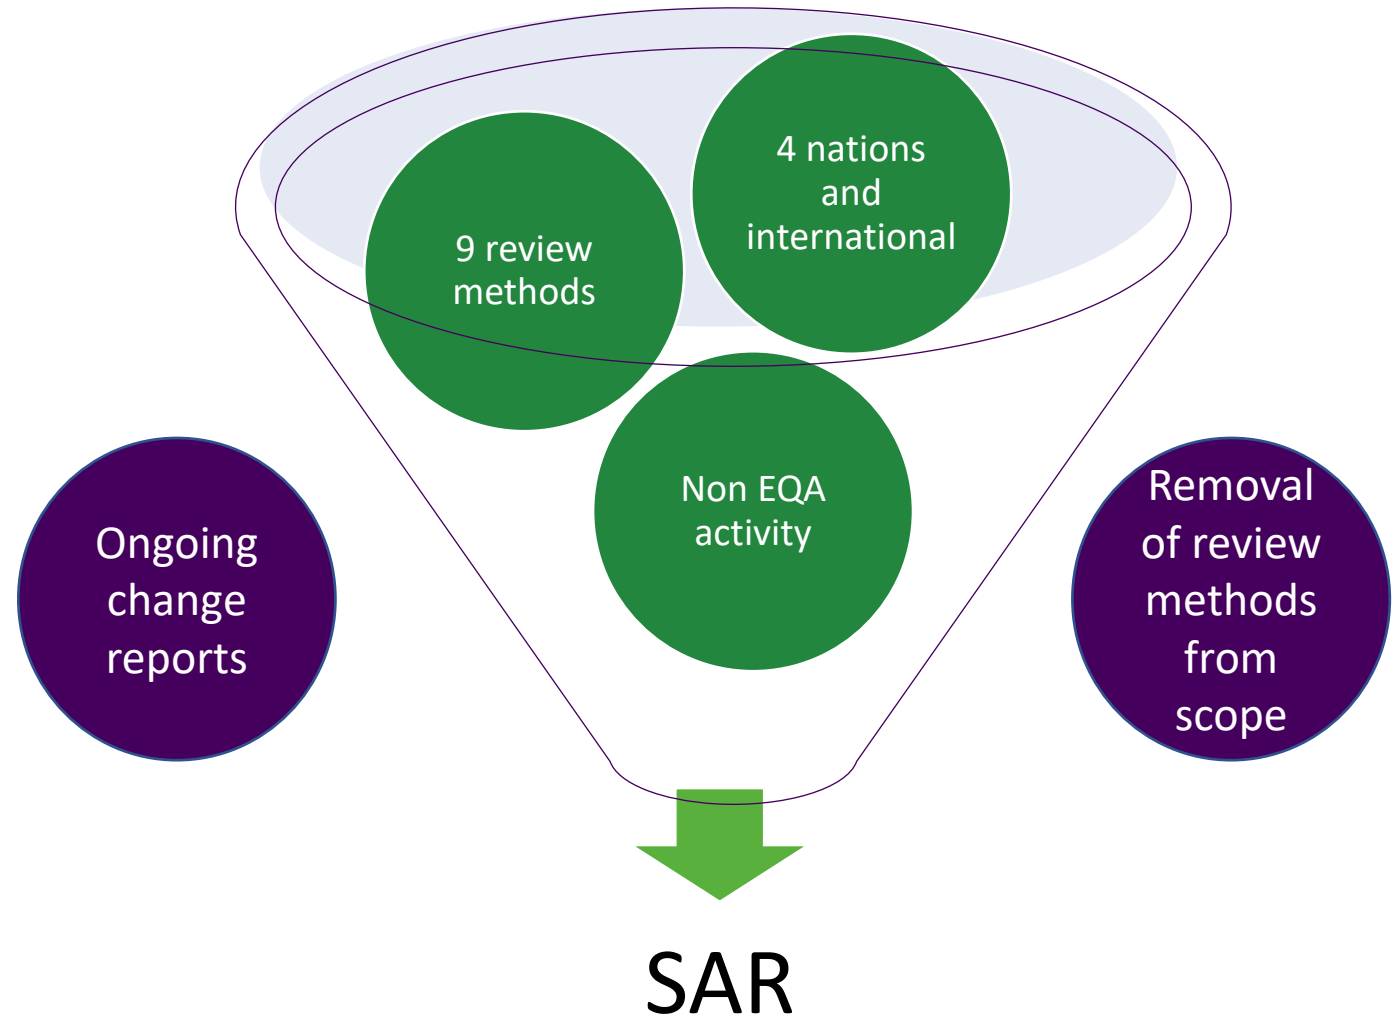 4 nations
and
international
9 review
methods
Non EQA
activity
Ongoing
change
reports
Removal
of review
methods
from
scope
SAR